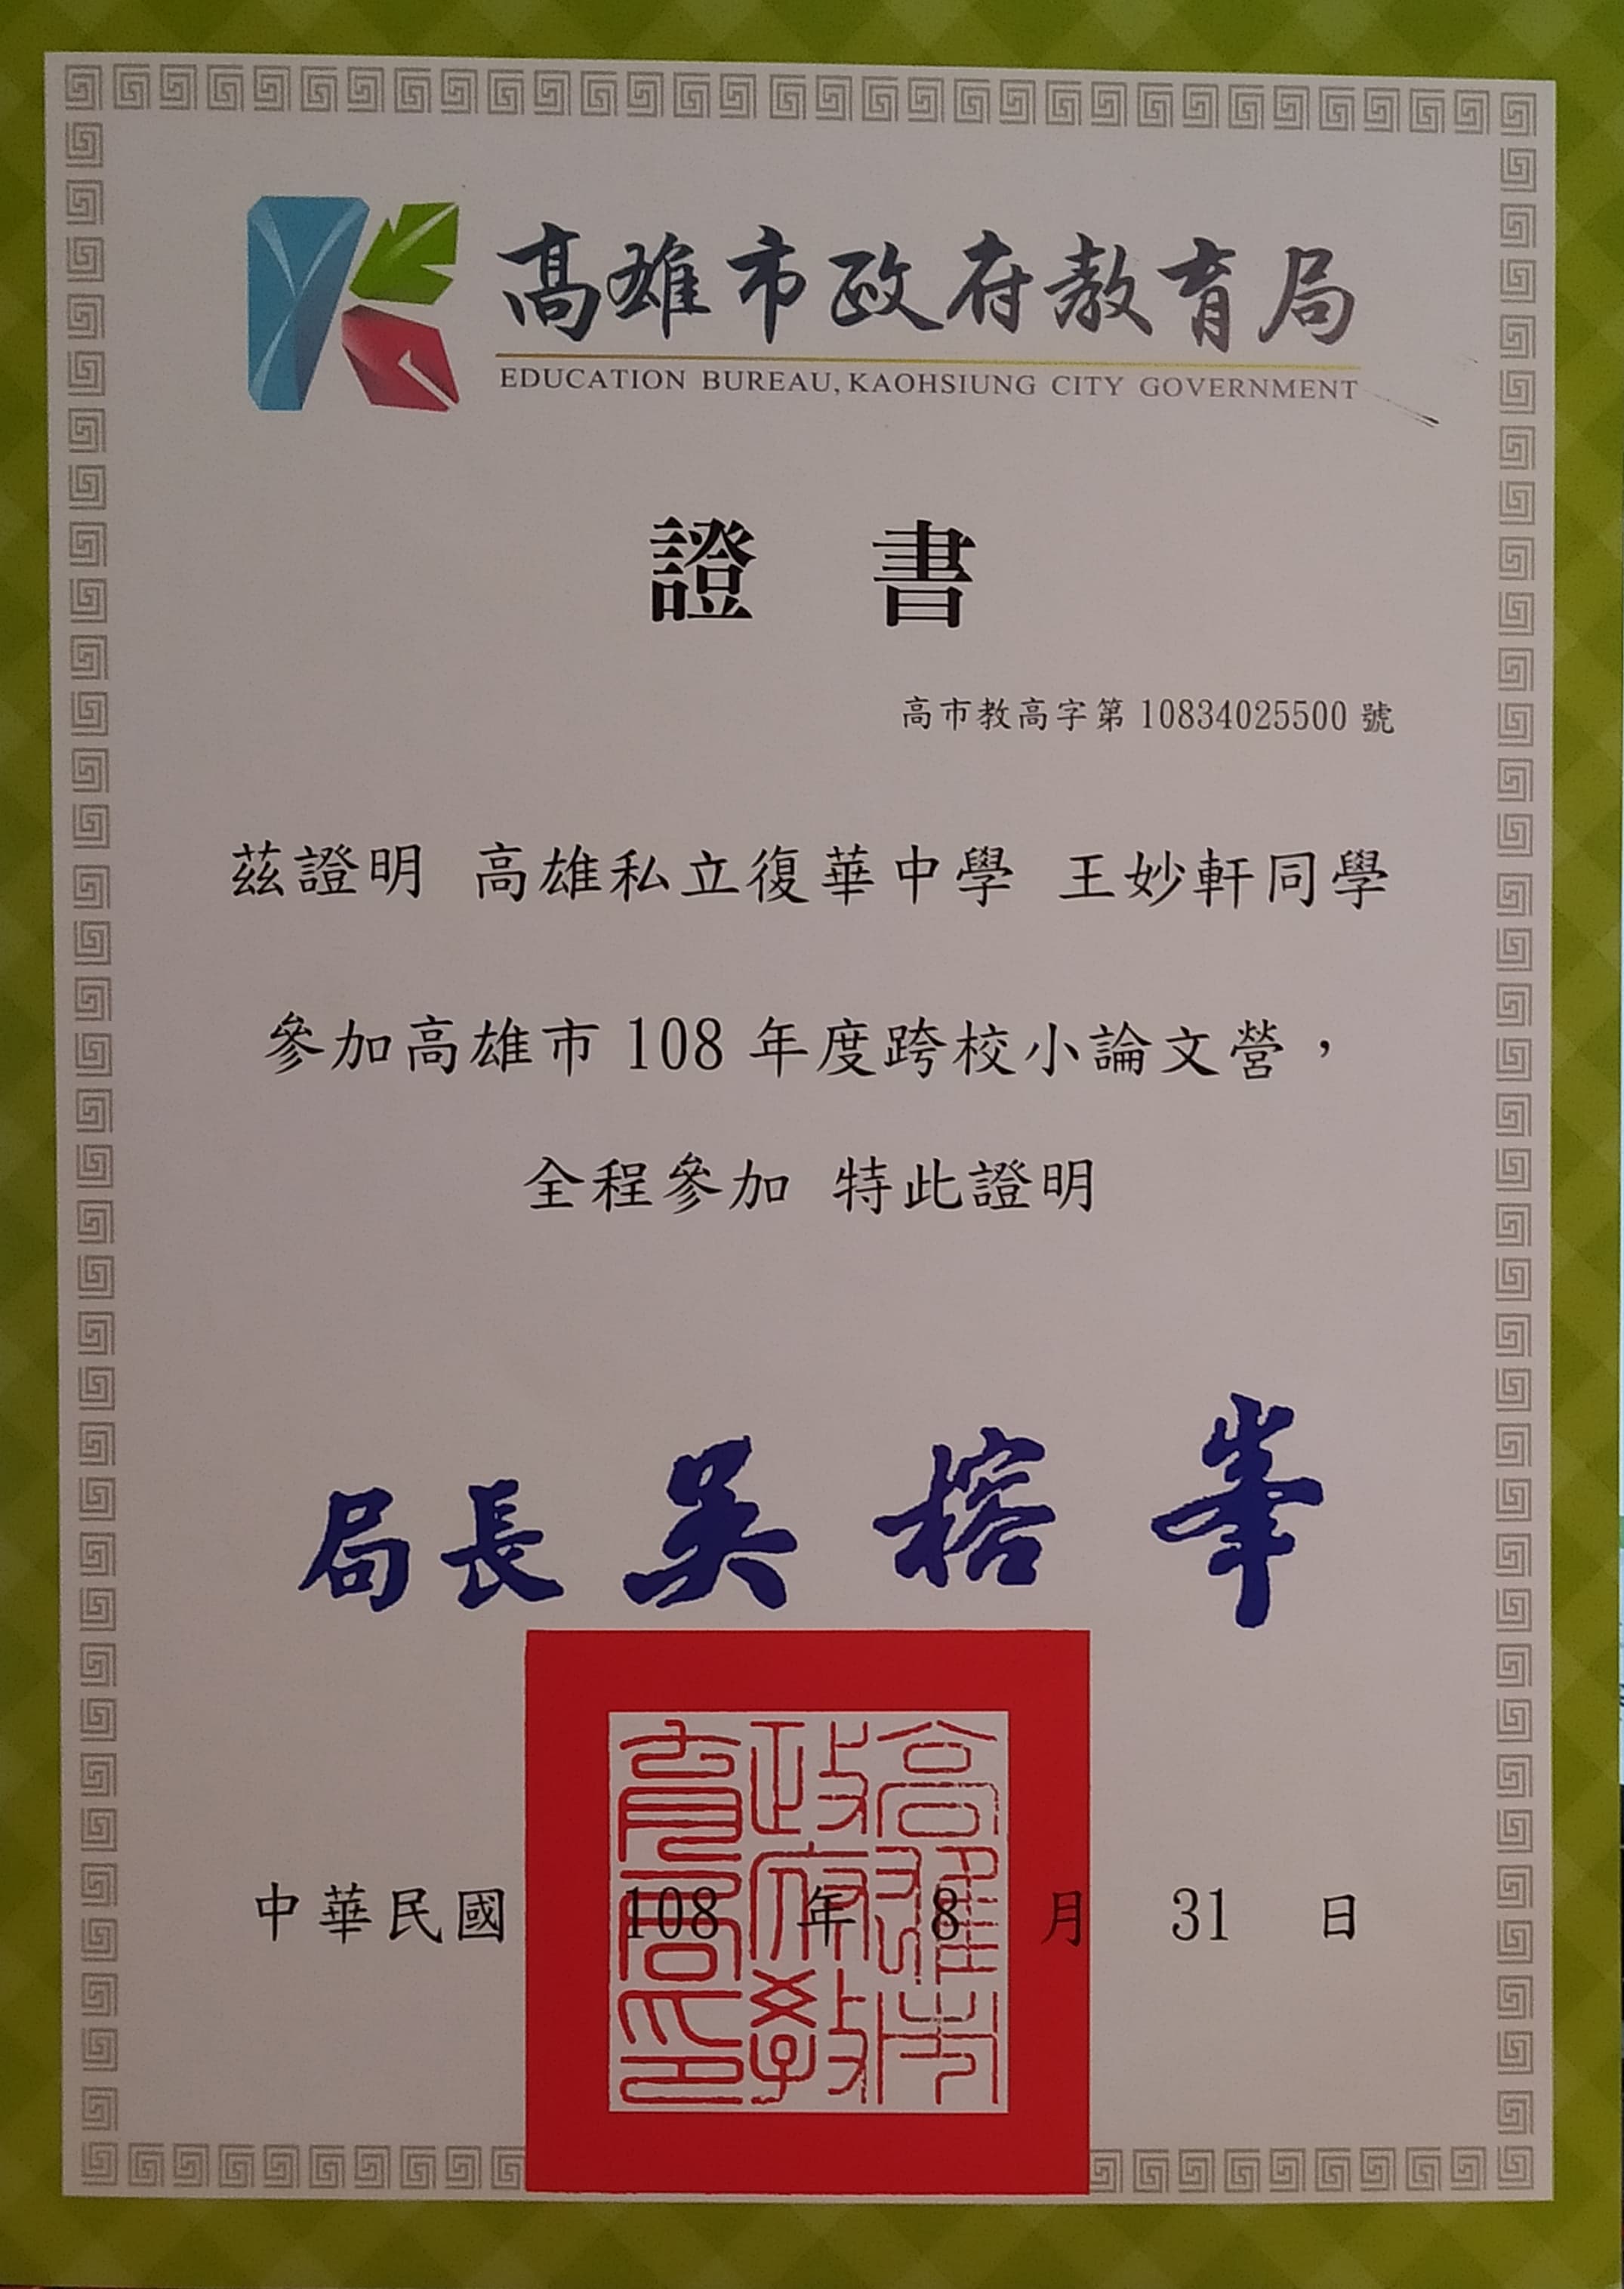 高雄市政府教育局
EDUCATION BUREAU, KAOHSIUNG CITY GOVERNMENT
證 書
高市教高字第 10834025500 號
茲證明 高雄私立復華中學 王妙軒同學
參加高雄市 108 年度跨校小論文營，
全程參加 特此證明
局長 吳榕峯
高雄市政府教育局印
中華民國 108 年 8 月 31 日